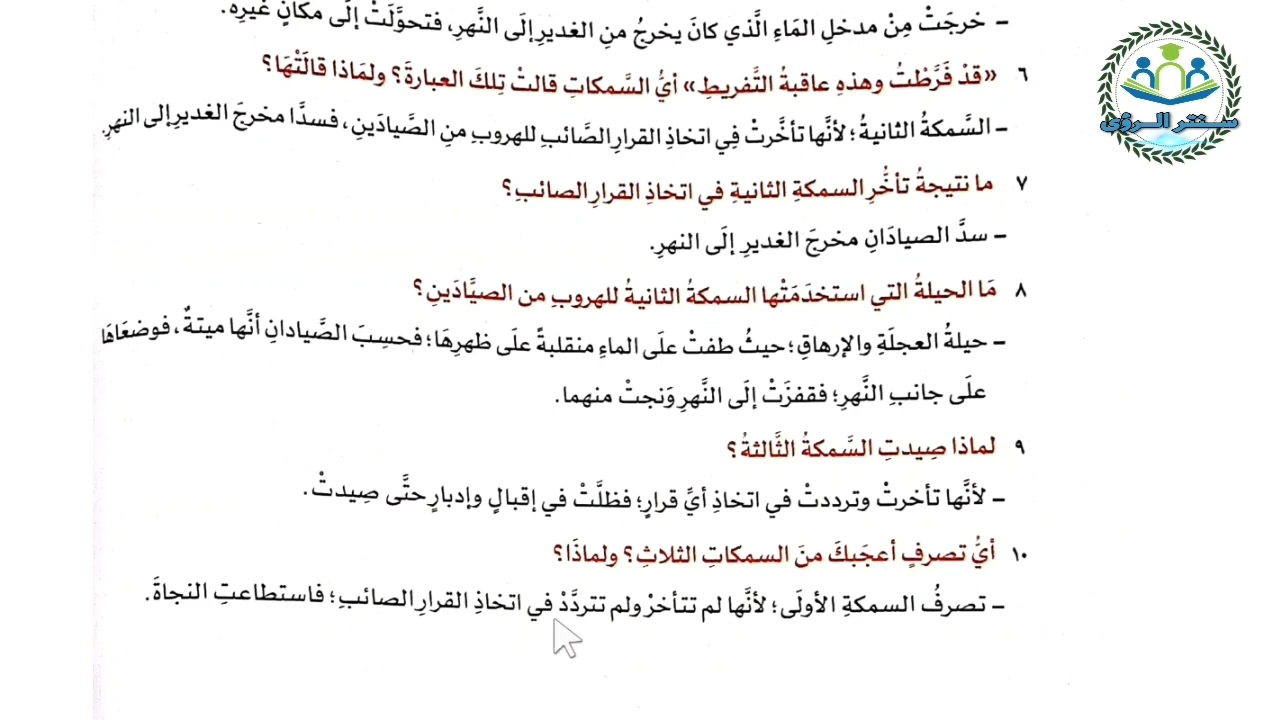 – خرجَتْ مِنْ مدخلِ المَاءِ الَّذي كانَ يخرجُ منِ الغديرِ إلَى النَّهرِ، فتحوَّلَتْ إلَى مكانٍ غيرِهِ.
٦ «قدْ فَرَّطْتُ وهذهِ عاقبةُ التَّفريطِ» أيُّ السَّمكاتِ قالتْ تِلكَ العبارةَ؟ ولمَاذا قالَتْهَا؟
– السَّمكةُ الثانيةُ؛ لأنَّها تأخَّرتْ فِي اتخاذِ القرارِ الصَّائبِ للهروبِ منِ الصَّيادَينِ، فسدَّا مخرجَ الغديرِ إلى النهرِ.
٧ ما نتيجةُ تأخُّرِ السمكةِ الثانيةِ في اتخاذِ القرارِ الصائبِ؟
– سدَّ الصيادَانِ مخرجَ الغديرِ إلَى النهرِ.
٨ مَا الحيلةُ التي استخدَمَتْها السمكةُ الثانيةُ للهروبِ من الصيَّادَينِ؟
– حيلةُ العجلَةِ والإرهاقِ؛ حيثُ طفتْ علَى الماءِ منقلبةً علَى ظهرِهَا؛ فحسِبَ الصَّيادانِ أنَّها ميتةٌ، فوضعَاهَا
علَى جانبِ النَّهرِ؛ فقفزَتْ إلَى النَّهرِ وَنجتْ منهما.
٩ لماذا صِيدتِ السَّمكةُ الثَّالثةُ؟
– لأنَّها تأخرتْ وترددتْ في اتخاذِ أيِّ قرارٍ؛ فظلَّتْ في إقبالٍ وإدبارٍ حتَّى صِيدتْ.
١٠ أيُّ تصرفٍ أعجَبكَ منَ السمكاتِ الثلاثِ؟ ولماذَا؟
– تصرفُ السمكةِ الأولَى؛ لأنَّها لم تتأخرْ ولم تتردَّدْ في اتخاذِ القرارِ الصائبِ؛ فاستطاعتِ النجاةَ.
سنتر الرؤى